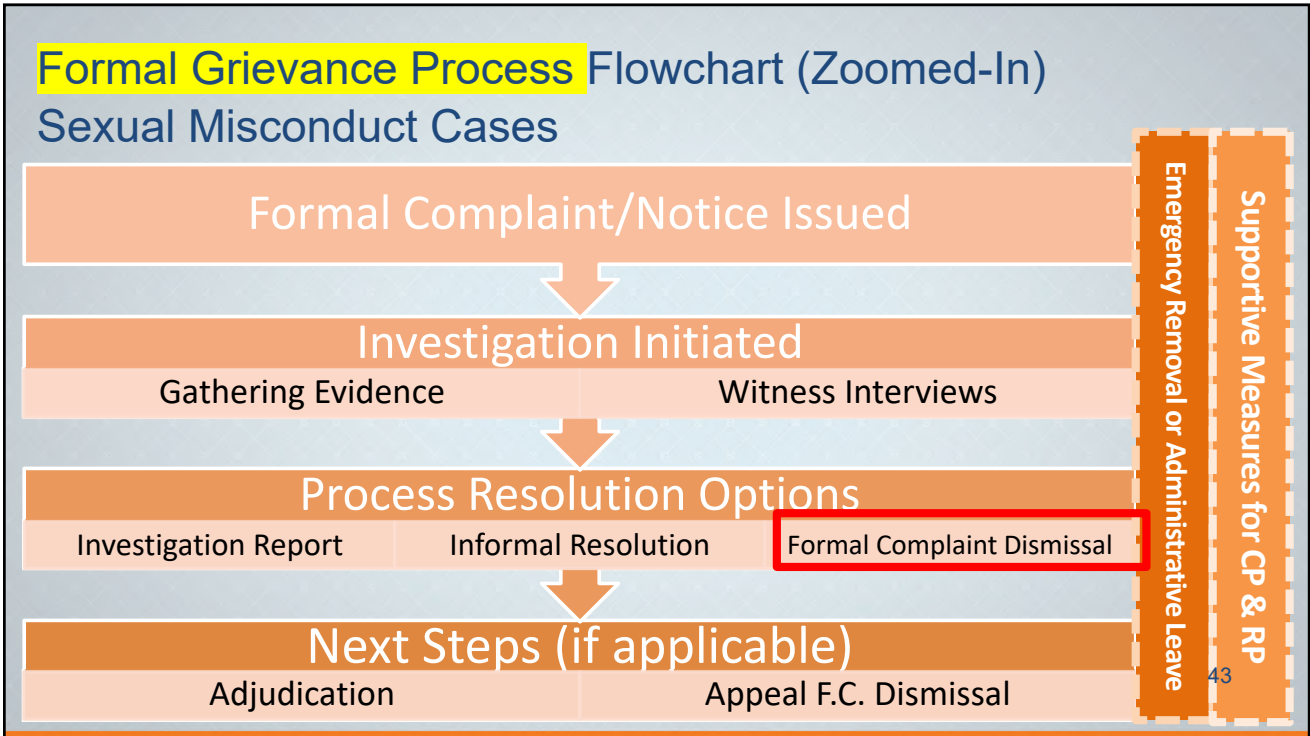 Formal Grievance Process Flowchart (Zoomed-In)
Sexual Misconduct Cases
Formal Complaint/Notice Issued
Investigation Initiated
Gathering Evidence
Witness Interviews
Process Resolution Options
Investigation Report
Informal Resolution
Formal Complaint Dismissal
Next Steps (if applicable)
Adjudication
Appeal F.C. Dismissal
Emergency Removal or Administrative Leave
Supportive Measures for CP & RP
43